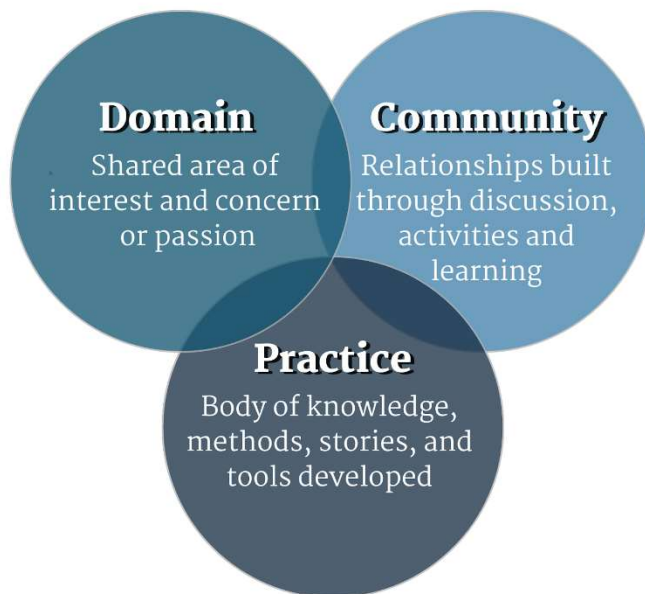 Domain
Shared area of
interest and concern
or passion
Community
Relationships built
through discussion,
activities and
learning
Practice
Body of knowledge,
methods, stories, and
tools developed